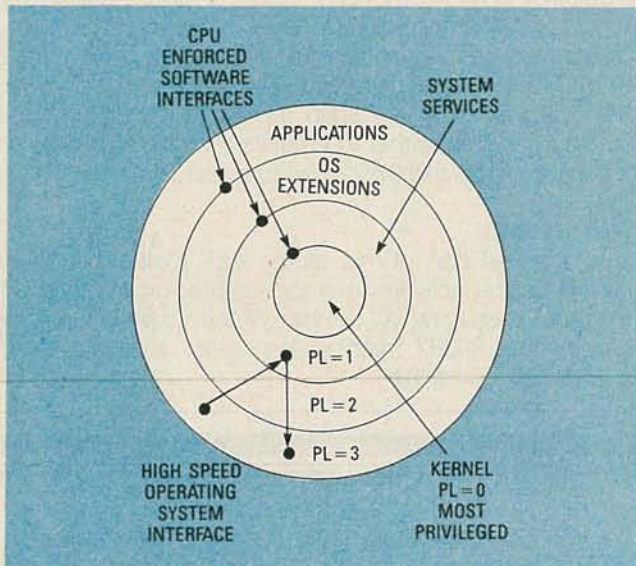 CPU
ENFORCED
SOFTWARE
INTERFACES
SYSTEM
SERVICES
APPLICATIONS
OS
EXTENSIONS
PL=1
PL=2
PL=3
HIGH SPEED
OPERATING
SYSTEM
INTERFACE
KERNEL
PL=0
MOST
PRIVILEGED